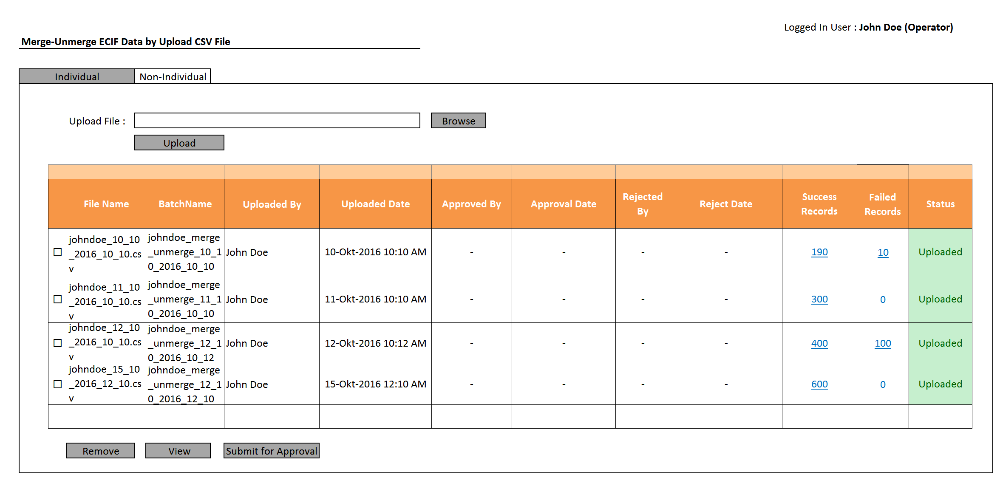 Logged In User : John Doe (Operator)
Merge-Unmerge ECIF Data by Upload CSV File
Individual Non-Individual
Upload File : Browse
Upload
File Name BatchName Uploaded By Uploaded Date Approved By Approval Date Rejected By Reject Date Success Records Failed Records Status
johndoe_10_10_2016_10_10.csv johndoe_merge_unmerge_10_10_2016_10_10 John Doe 10-Okt-2016 10:10 AM - - - - 190 10 Uploaded
johndoe_11_10_2016_10_10.csv johndoe_merge_unmerge_11_10_2016_10_10 John Doe 11-Okt-2016 10:10 AM - - - - 300 0 Uploaded
johndoe_12_10_2016_10_10.csv johndoe_merge_unmerge_12_10_2016_10_12 John Doe 12-Okt-2016 10:12 AM - - - - 400 100 Uploaded
johndoe_15_10_2016_12_10.csv johndoe_merge_unmerge_12_10_2016_12_10 John Doe 15-Okt-2016 12:10 AM - - - - 600 0 Uploaded
Remove View Submit for Approval